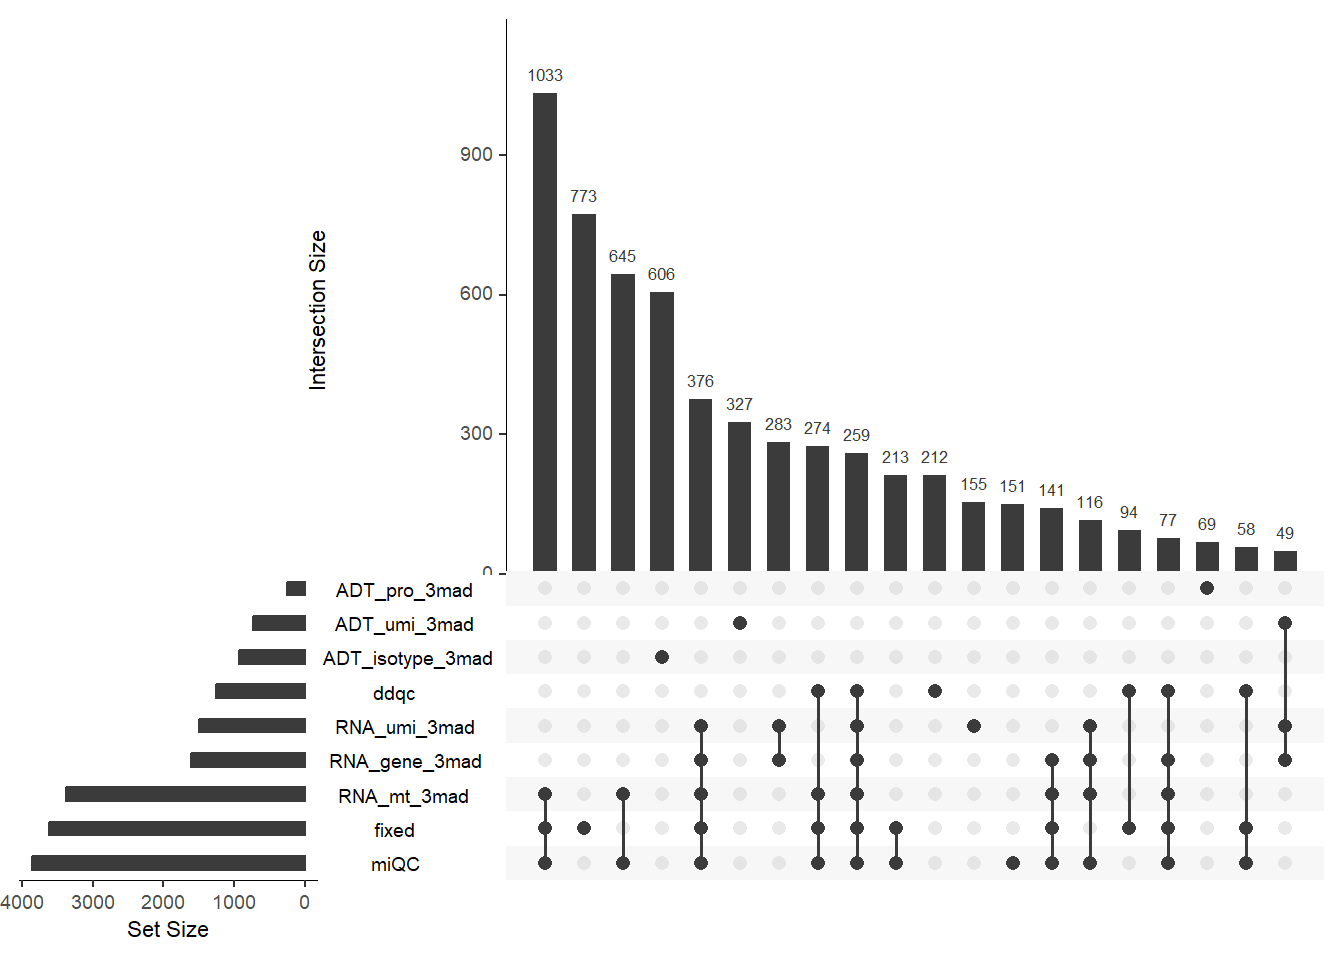 1033
773
645
606
376
327
283
274
259
213
212
155
151
141
116
94
77
69
58
49
900
600
300
0
Intersection Size
ADT_pro_3mad
ADT_umi_3mad
ADT_isotype_3mad
ddqc
RNA_umi_3mad
RNA_gene_3mad
RNA_mt_3mad
fixed
miQC
4000 3000 2000 1000 0
Set Size